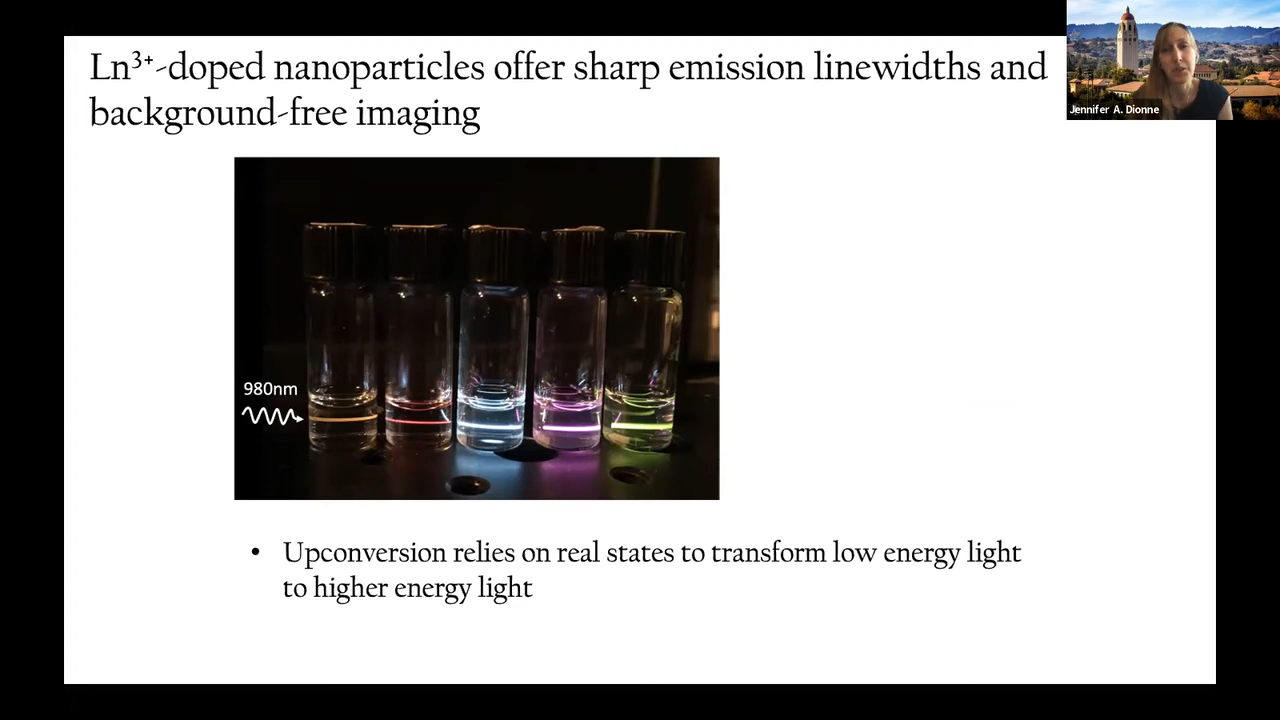 Ln³⁺-doped nanoparticles offer sharp emission linewidths and
background-free imaging
Jennifer A. Dionne
980nm
• Upconversion relies on real states to transform low energy light
to higher energy light